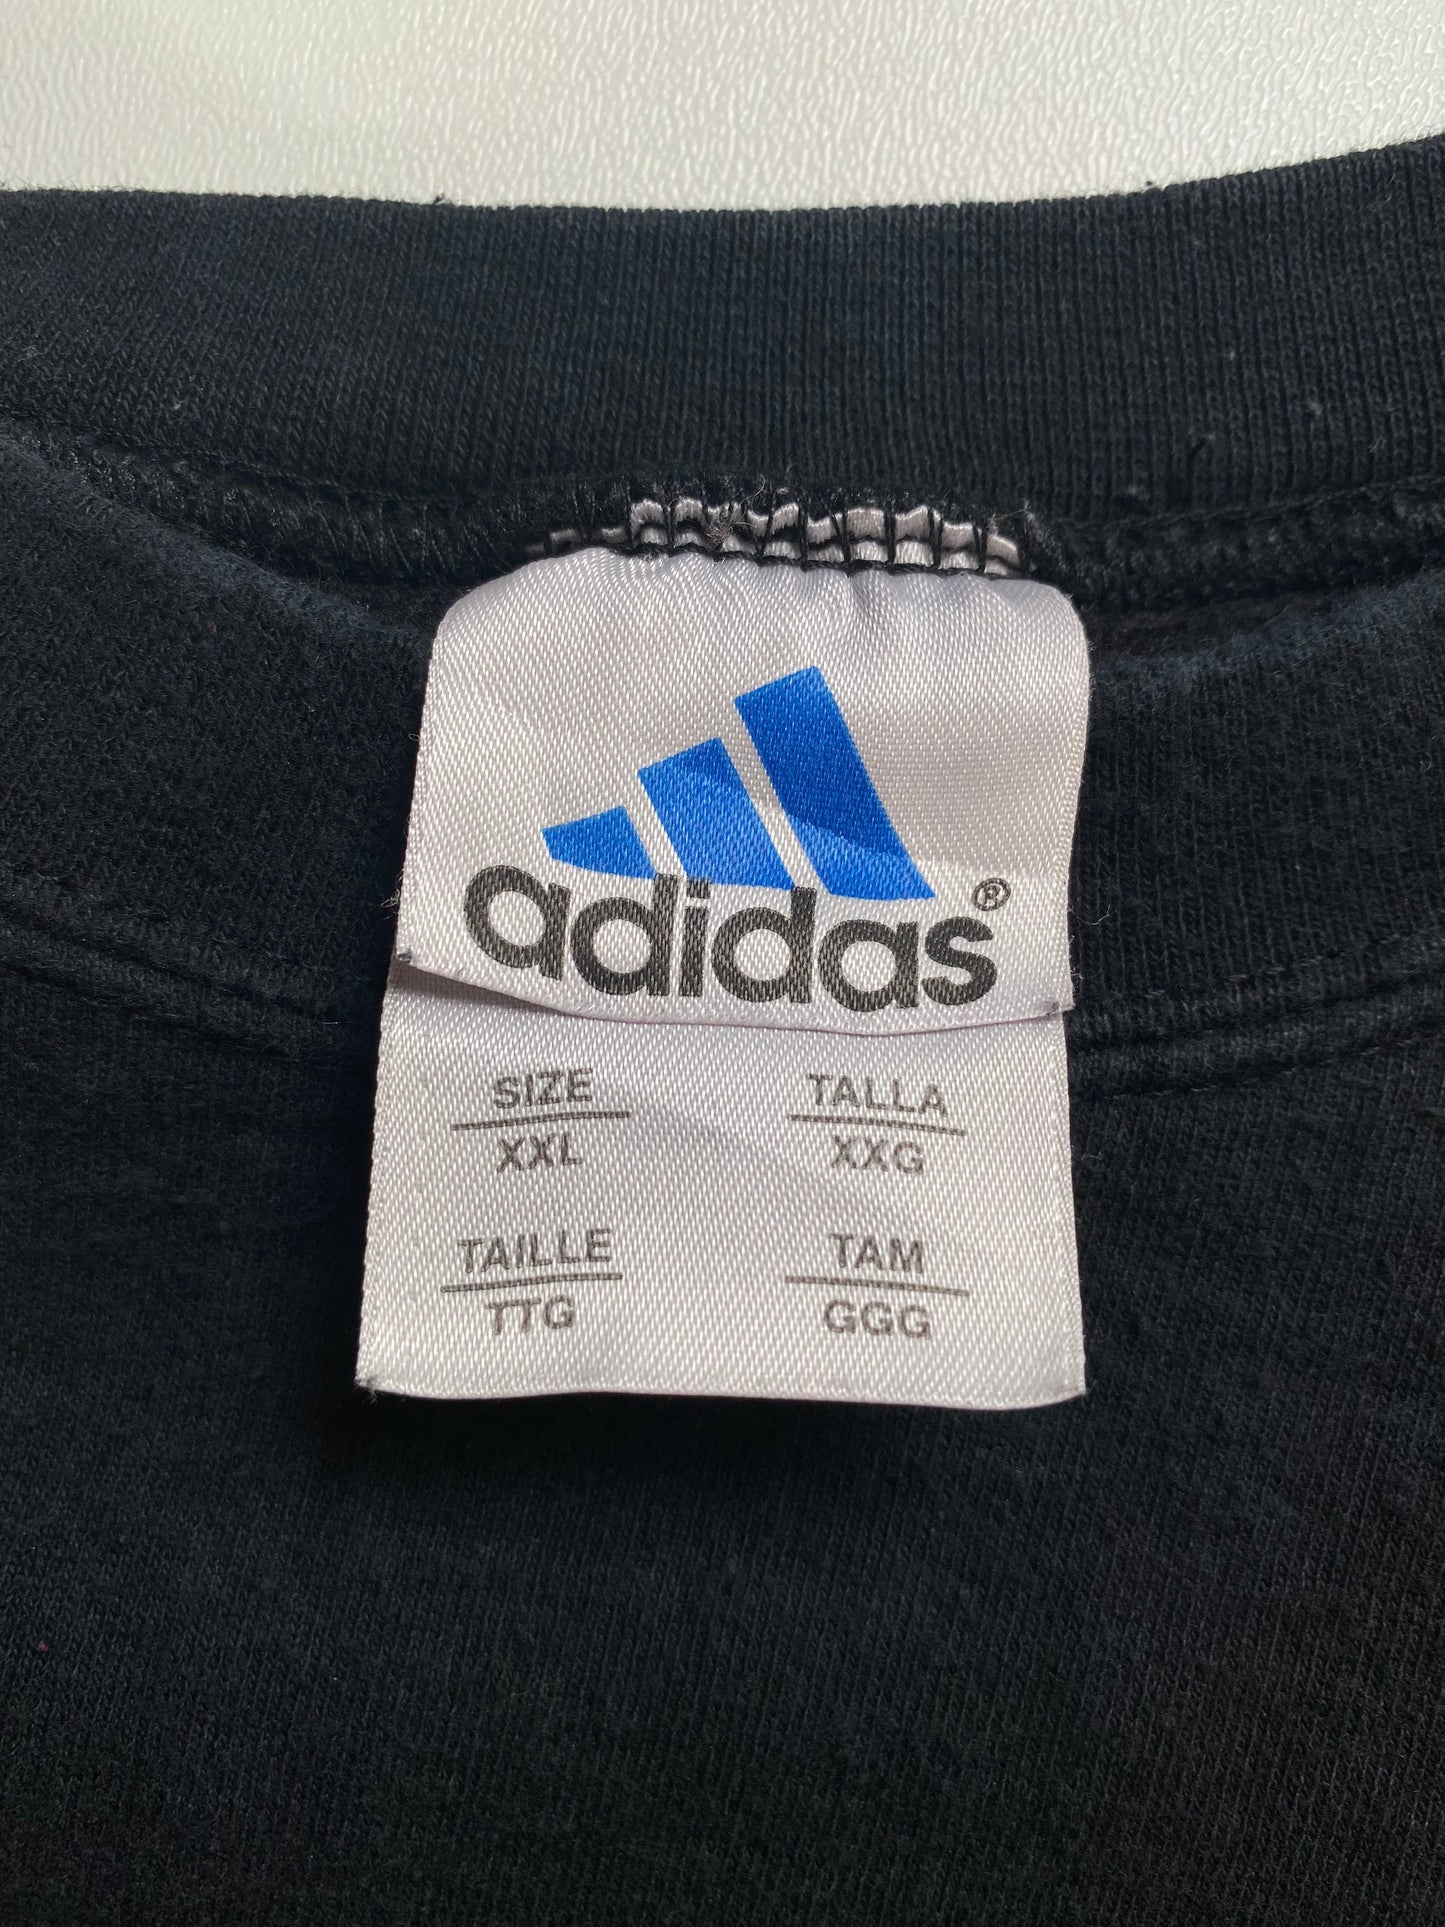 adidas®
SIZE TALLA
XXL XXG
TAILLE TAM
TTG GGG